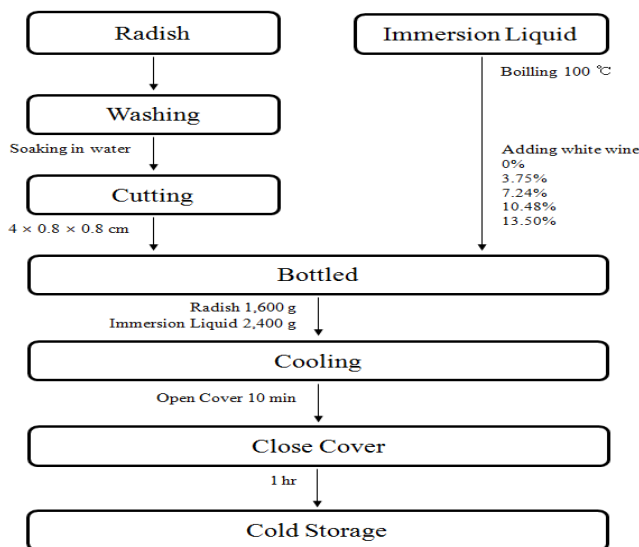 Radish
Immersion Liquid
Boilling 100 ℃
Washing
Soaking in water
Adding white wine
0%
3.75%
7.24%
10.48%
13.50%
Cutting
4 × 0.8 × 0.8 cm
Bottled
Radish 1,600 g
Immersion Liquid 2,400 g
Cooling
Open Cover 10 min
Close Cover
1 hr
Cold Storage